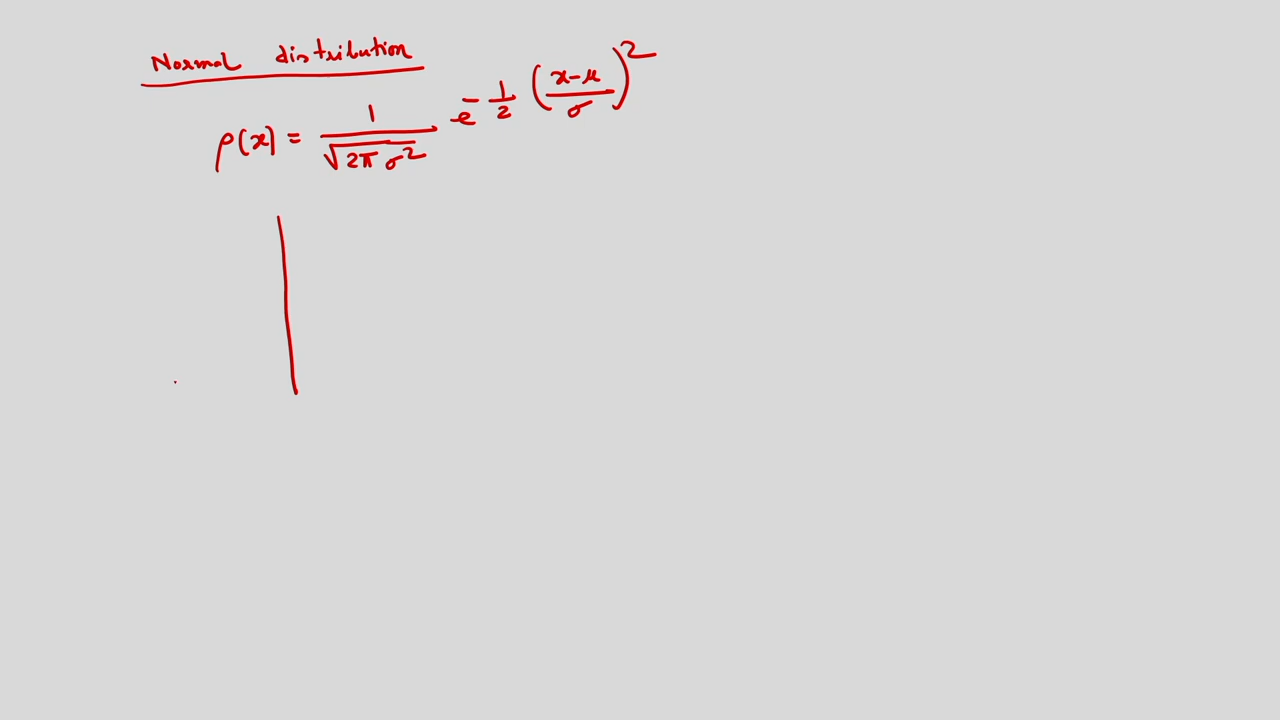 Normal distribution
p(x) = 1/√(2πσ²) e^(-1/2 ((x-μ)/σ)²)